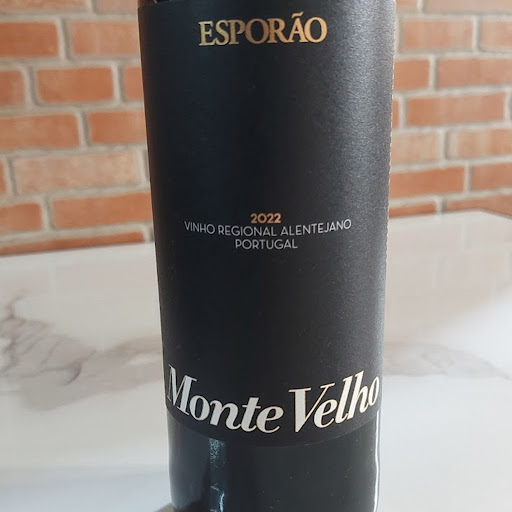 ESPORÃO
2022
VINHO REGIONAL ALENTEJANO
PORTUGAL
Monte Velho